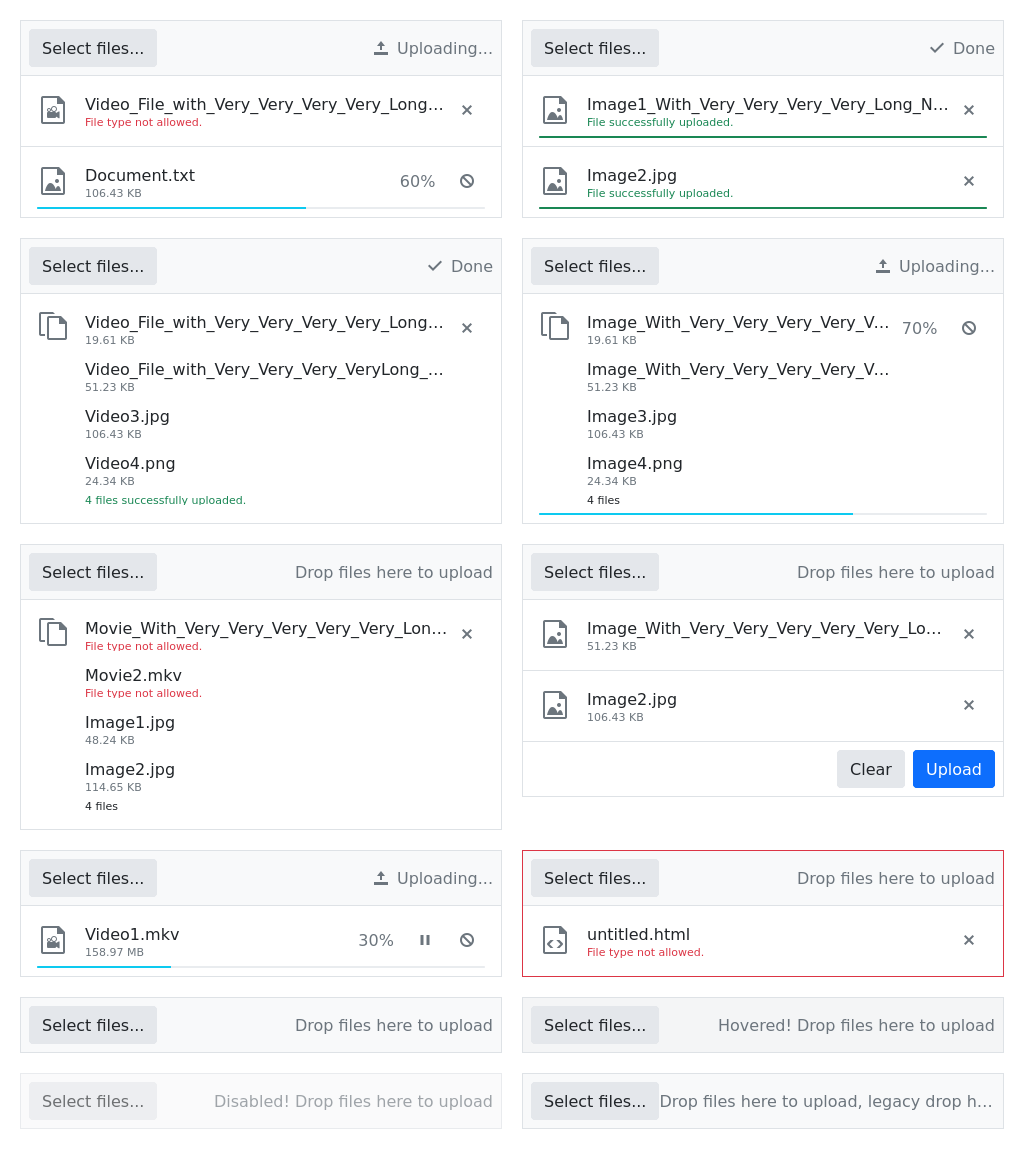 Select files...
Uploading...
Video_File_with_Very_Very_Very_Very_Long...
File type not allowed.
Document.txt
106.43 KB
60%
Select files...
Done
Image1_With_Very_Very_Very_Very_Long_N...
File successfully uploaded.
Image2.jpg
File successfully uploaded.
Select files...
Done
Video_File_with_Very_Very_Very_Very_Long...
19.61 KB
Video_File_with_Very_Very_Very_VeryLong_...
51.23 KB
Video3.jpg
106.43 KB
Video4.png
24.34 KB
4 files successfully uploaded.
Select files...
Uploading...
Image_With_Very_Very_Very_Very_V...
19.61 KB
70%
Image_With_Very_Very_Very_Very_V...
51.23 KB
Image3.jpg
106.43 KB
Image4.png
24.34 KB
4 files
Select files...
Drop files here to upload
Movie_With_Very_Very_Very_Very_Very_Lon...
File type not allowed.
Movie2.mkv
File type not allowed.
Image1.jpg
48.24 KB
Image2.jpg
114.65 KB
4 files
Select files...
Drop files here to upload
Image_With_Very_Very_Very_Very_Very_Lo...
51.23 KB
Image2.jpg
106.43 KB
Clear
Upload
Select files...
Uploading...
Video1.mkv
158.97 MB
30%
Select files...
Drop files here to upload
untitled.html
File type not allowed.
Select files...
Drop files here to upload
Select files...
Hovered! Drop files here to upload
Select files...
Disabled! Drop files here to upload
Select files...
Drop files here to upload, legacy drop h...